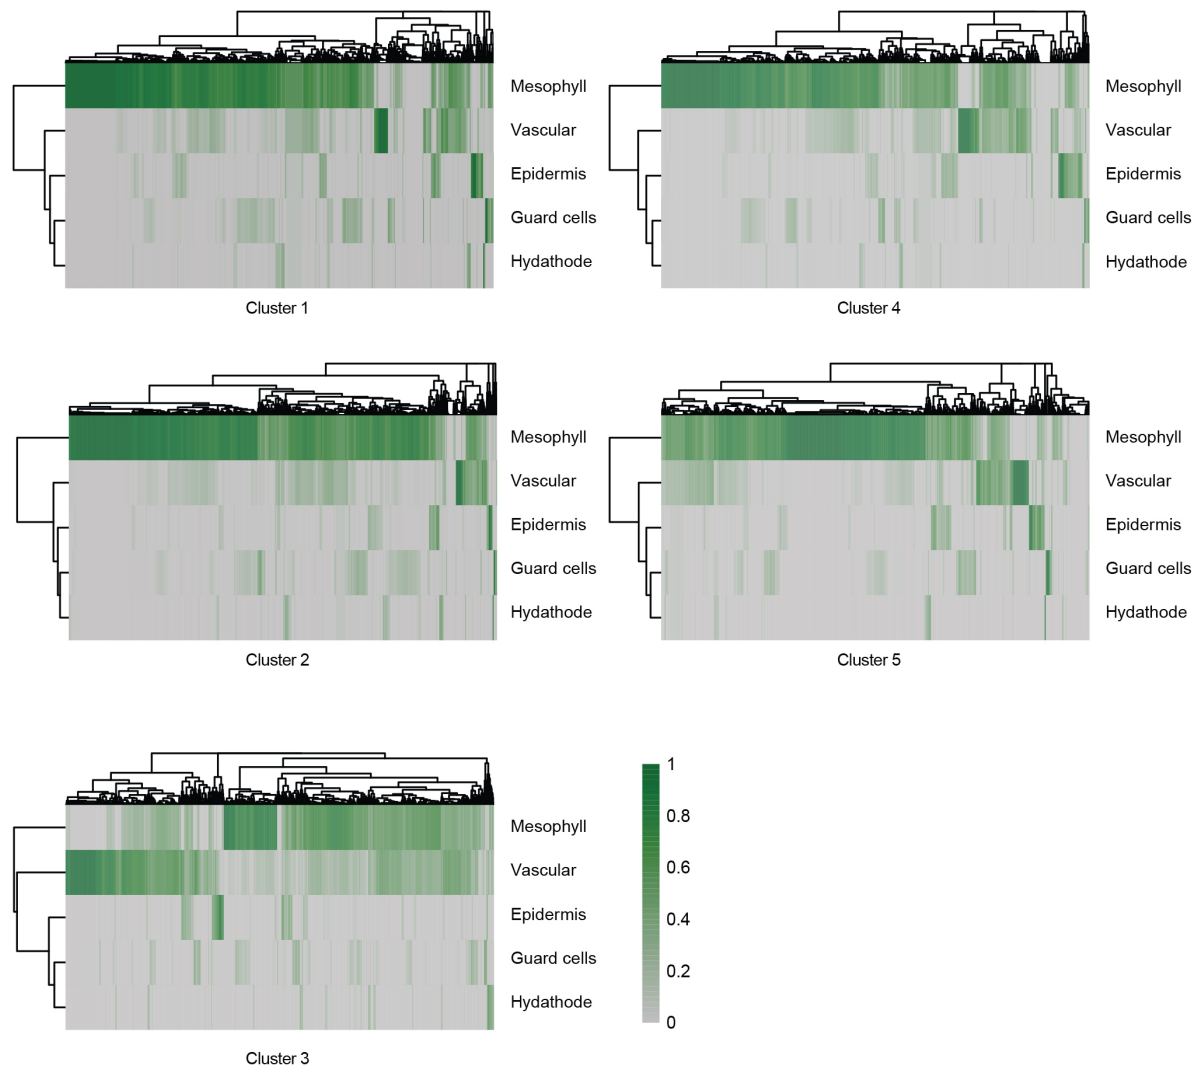 Mesophyll
Vascular
Epidermis
Guard cells
Hydathode
Cluster 1
Mesophyll
Vascular
Epidermis
Guard cells
Hydathode
Cluster 4
Mesophyll
Vascular
Epidermis
Guard cells
Hydathode
Cluster 2
Mesophyll
Vascular
Epidermis
Guard cells
Hydathode
Cluster 5
Mesophyll
Vascular
Epidermis
Guard cells
Hydathode
Cluster 3
1
0.8
0.6
0.4
0.2
0